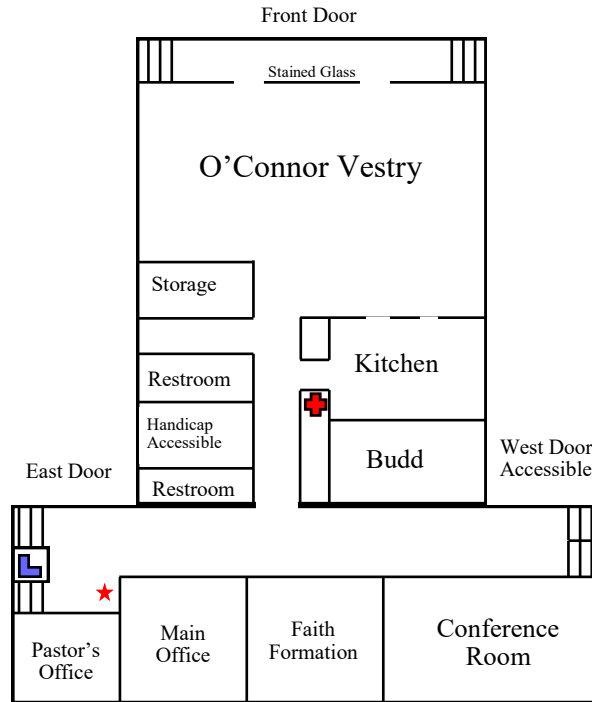 Front Door
Stained Glass
O’Connor Vestry
Storage
Kitchen
Restroom
Handicap
Accessible
Budd
West Door
Accessible
East Door
Restroom
Pastor’s
Office
Main
Office
Faith
Formation
Conference
Room